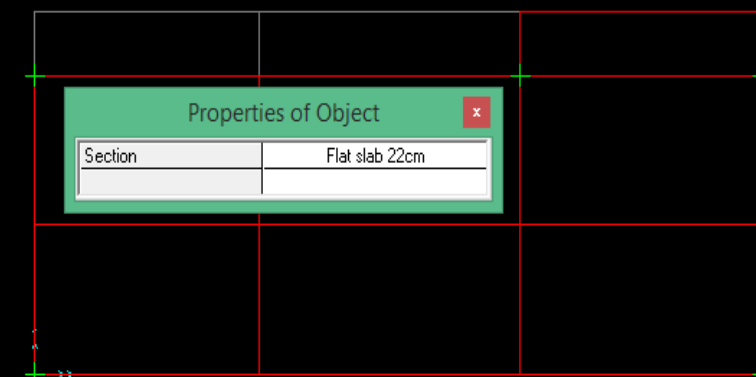 Properties of Object
x
Section Flat slab 22cm